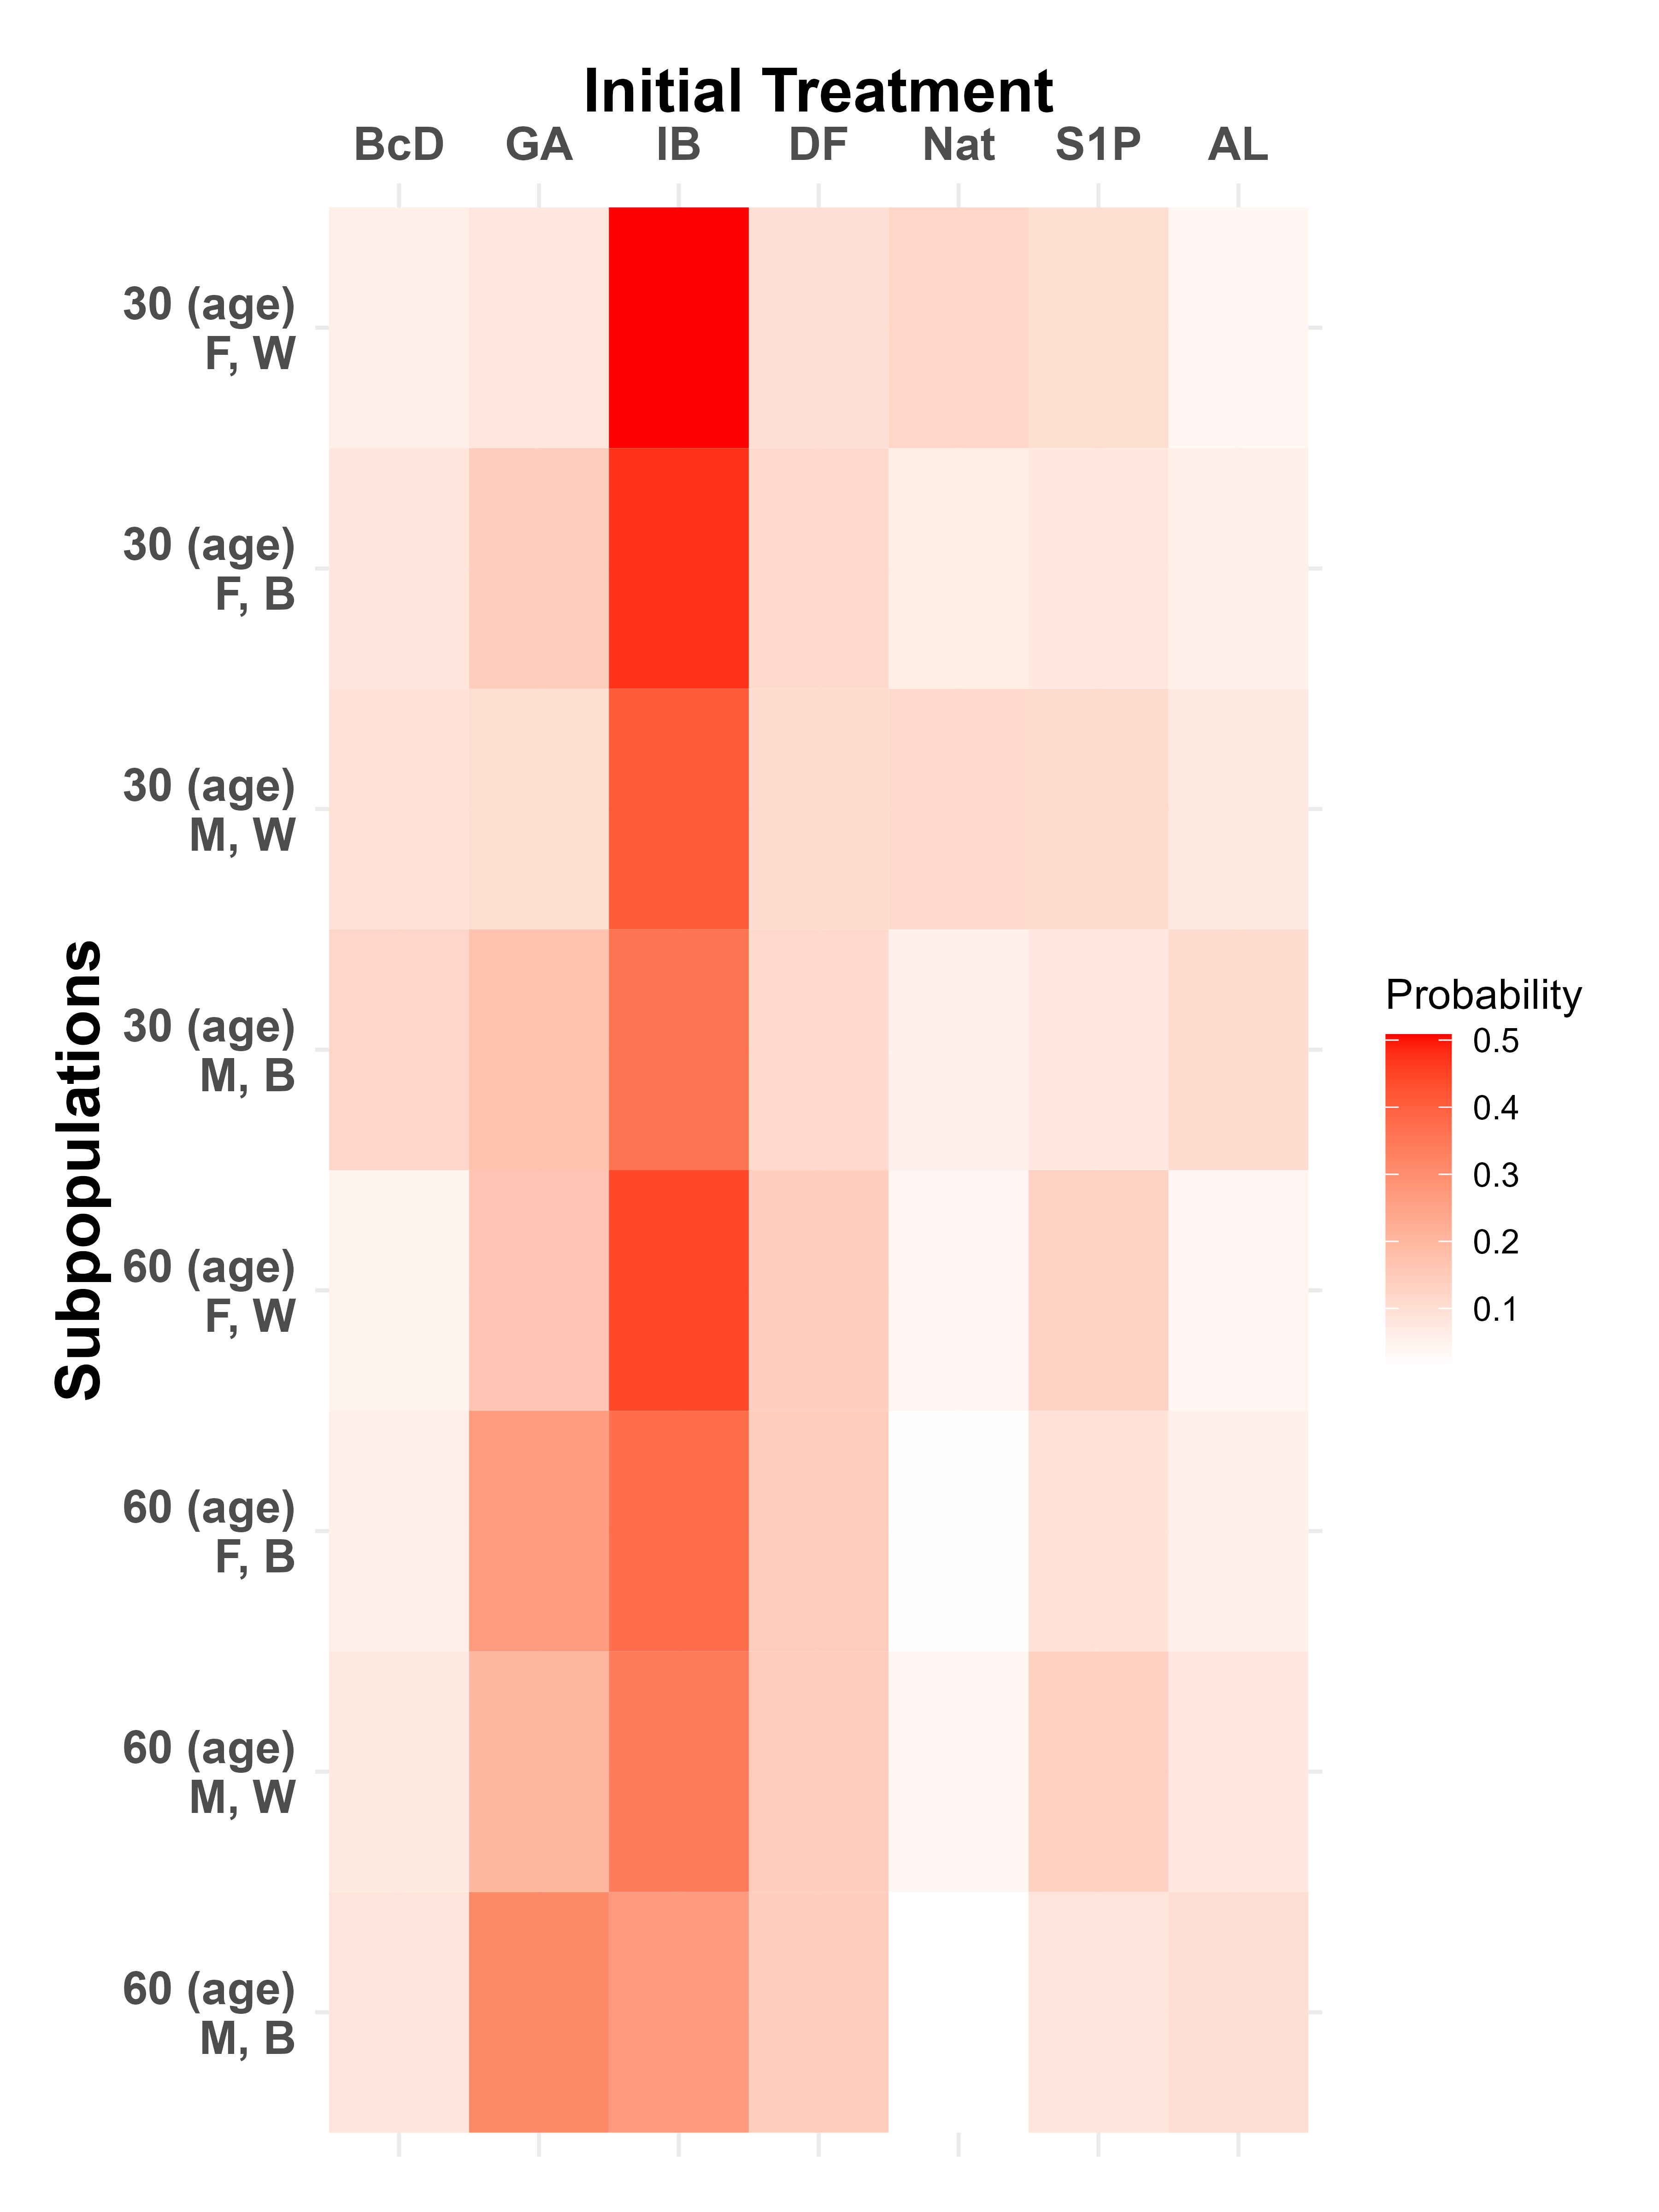 Initial Treatment
BcD GA IB DF Nat S1P AL
Subpopulations
30 (age)
F, W
30 (age)
F, B
30 (age)
M, W
30 (age)
M, B
60 (age)
F, W
60 (age)
F, B
60 (age)
M, W
60 (age)
M, B
Probability
0.5
0.4
0.3
0.2
0.1